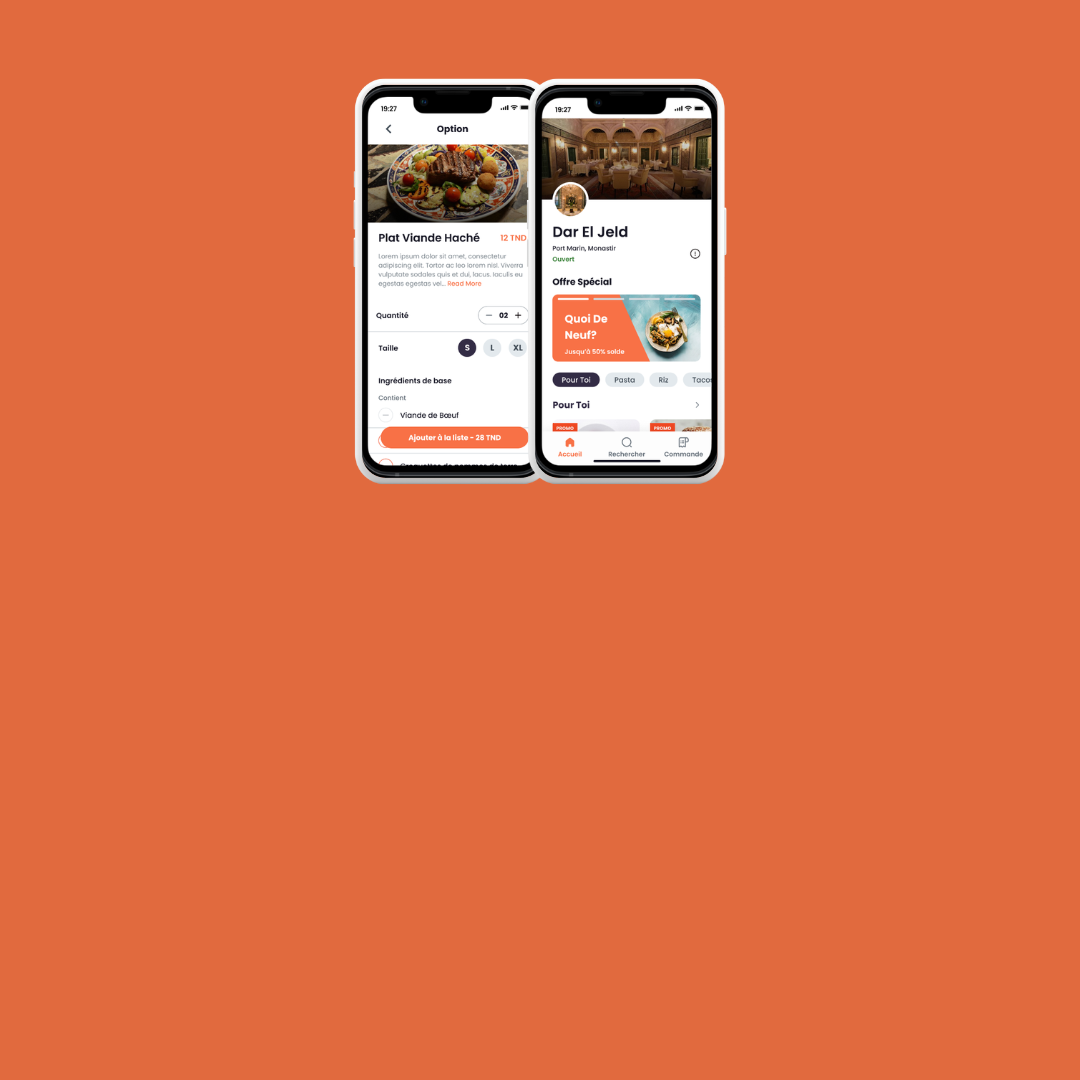 19:27
Option
Plat Viande Haché
12 TND
Lorem ipsum dolor sit amet, consectetur
adipiscing elit. Tortor ac leo lorem nisl. Viverra
vulputate sodales quis et dui, lacus. Iaculis eu
egestas egestas vel... Read More
Quantité
02
Taille
S
L
XL
Ingrédients de base
Contient
Viande de Bœuf
Ajouter à la liste - 28 TND
19:27
Dar El Jeld
Port Marin, Monastir
Ouvert
Offre Spécial
Quoi De
Neuf?
Jusqu'à 50% solde
Pour Toi
Pasta
Riz
Tacos
Pour Toi
PROMO
PROMO
Accueil
Rechercher
Commande